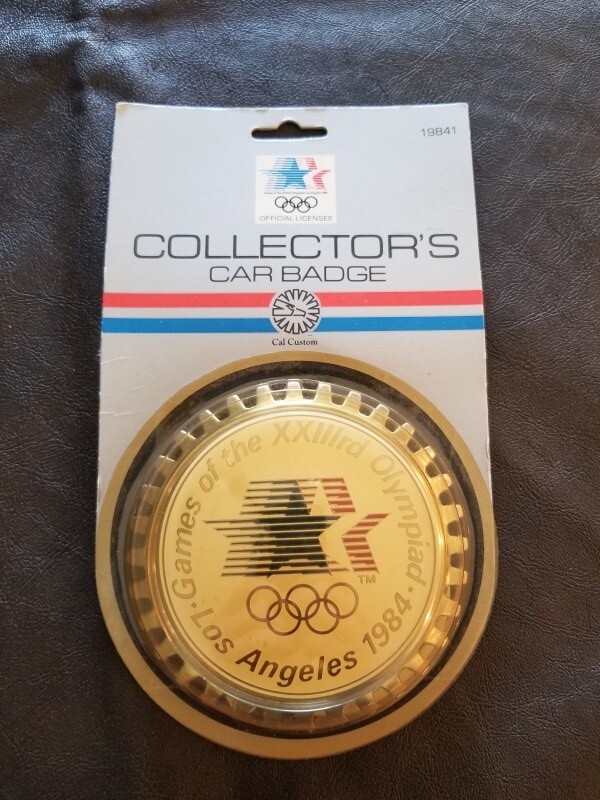 19841
OFFICIAL LICENSEE
COLLECTOR'S
CAR BADGE
Cal Custom
Games of the XXIIIrd Olympiad
TM
· Los Angeles 1984 ·